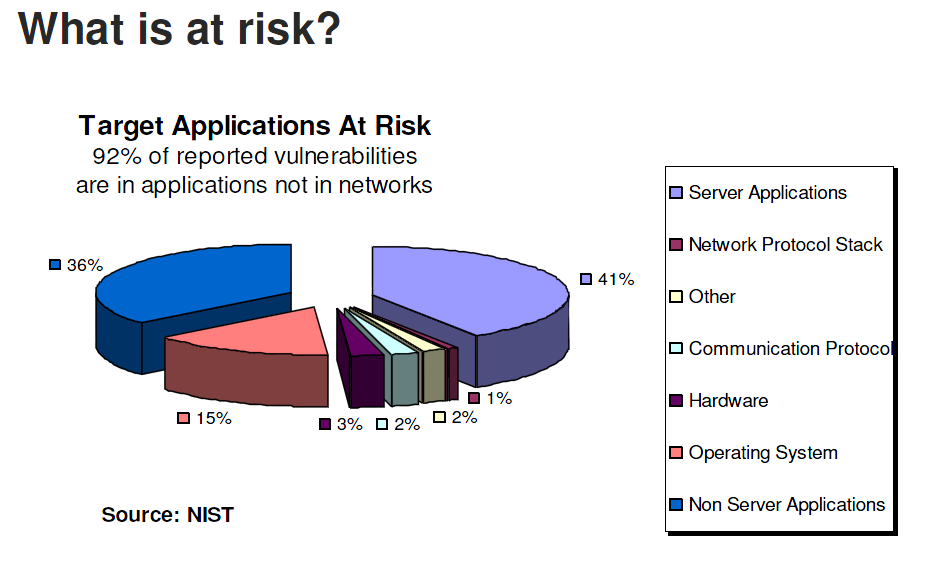 What is at risk?
Target Applications At Risk
92% of reported vulnerabilities
are in applications not in networks
36%
41%
15%
3%
2%
2%
1%
Server Applications
Network Protocol Stack
Other
Communication Protocol
Hardware
Operating System
Non Server Applications
Source: NIST